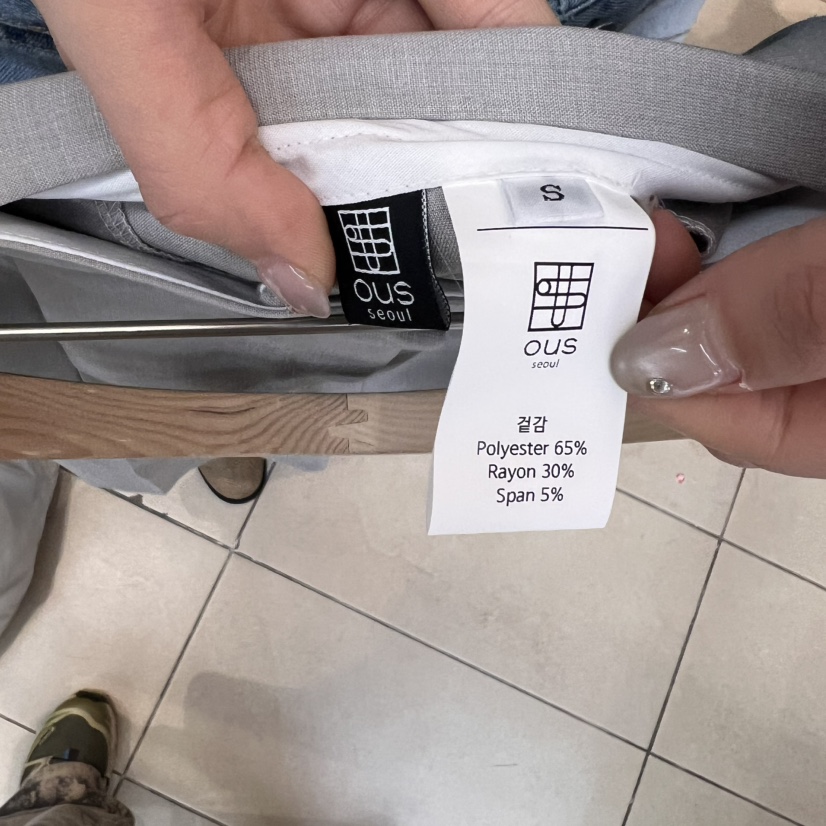 ous
seoul
S
ous
seoul
겉감
Polyester 65%
Rayon 30%
Span 5%